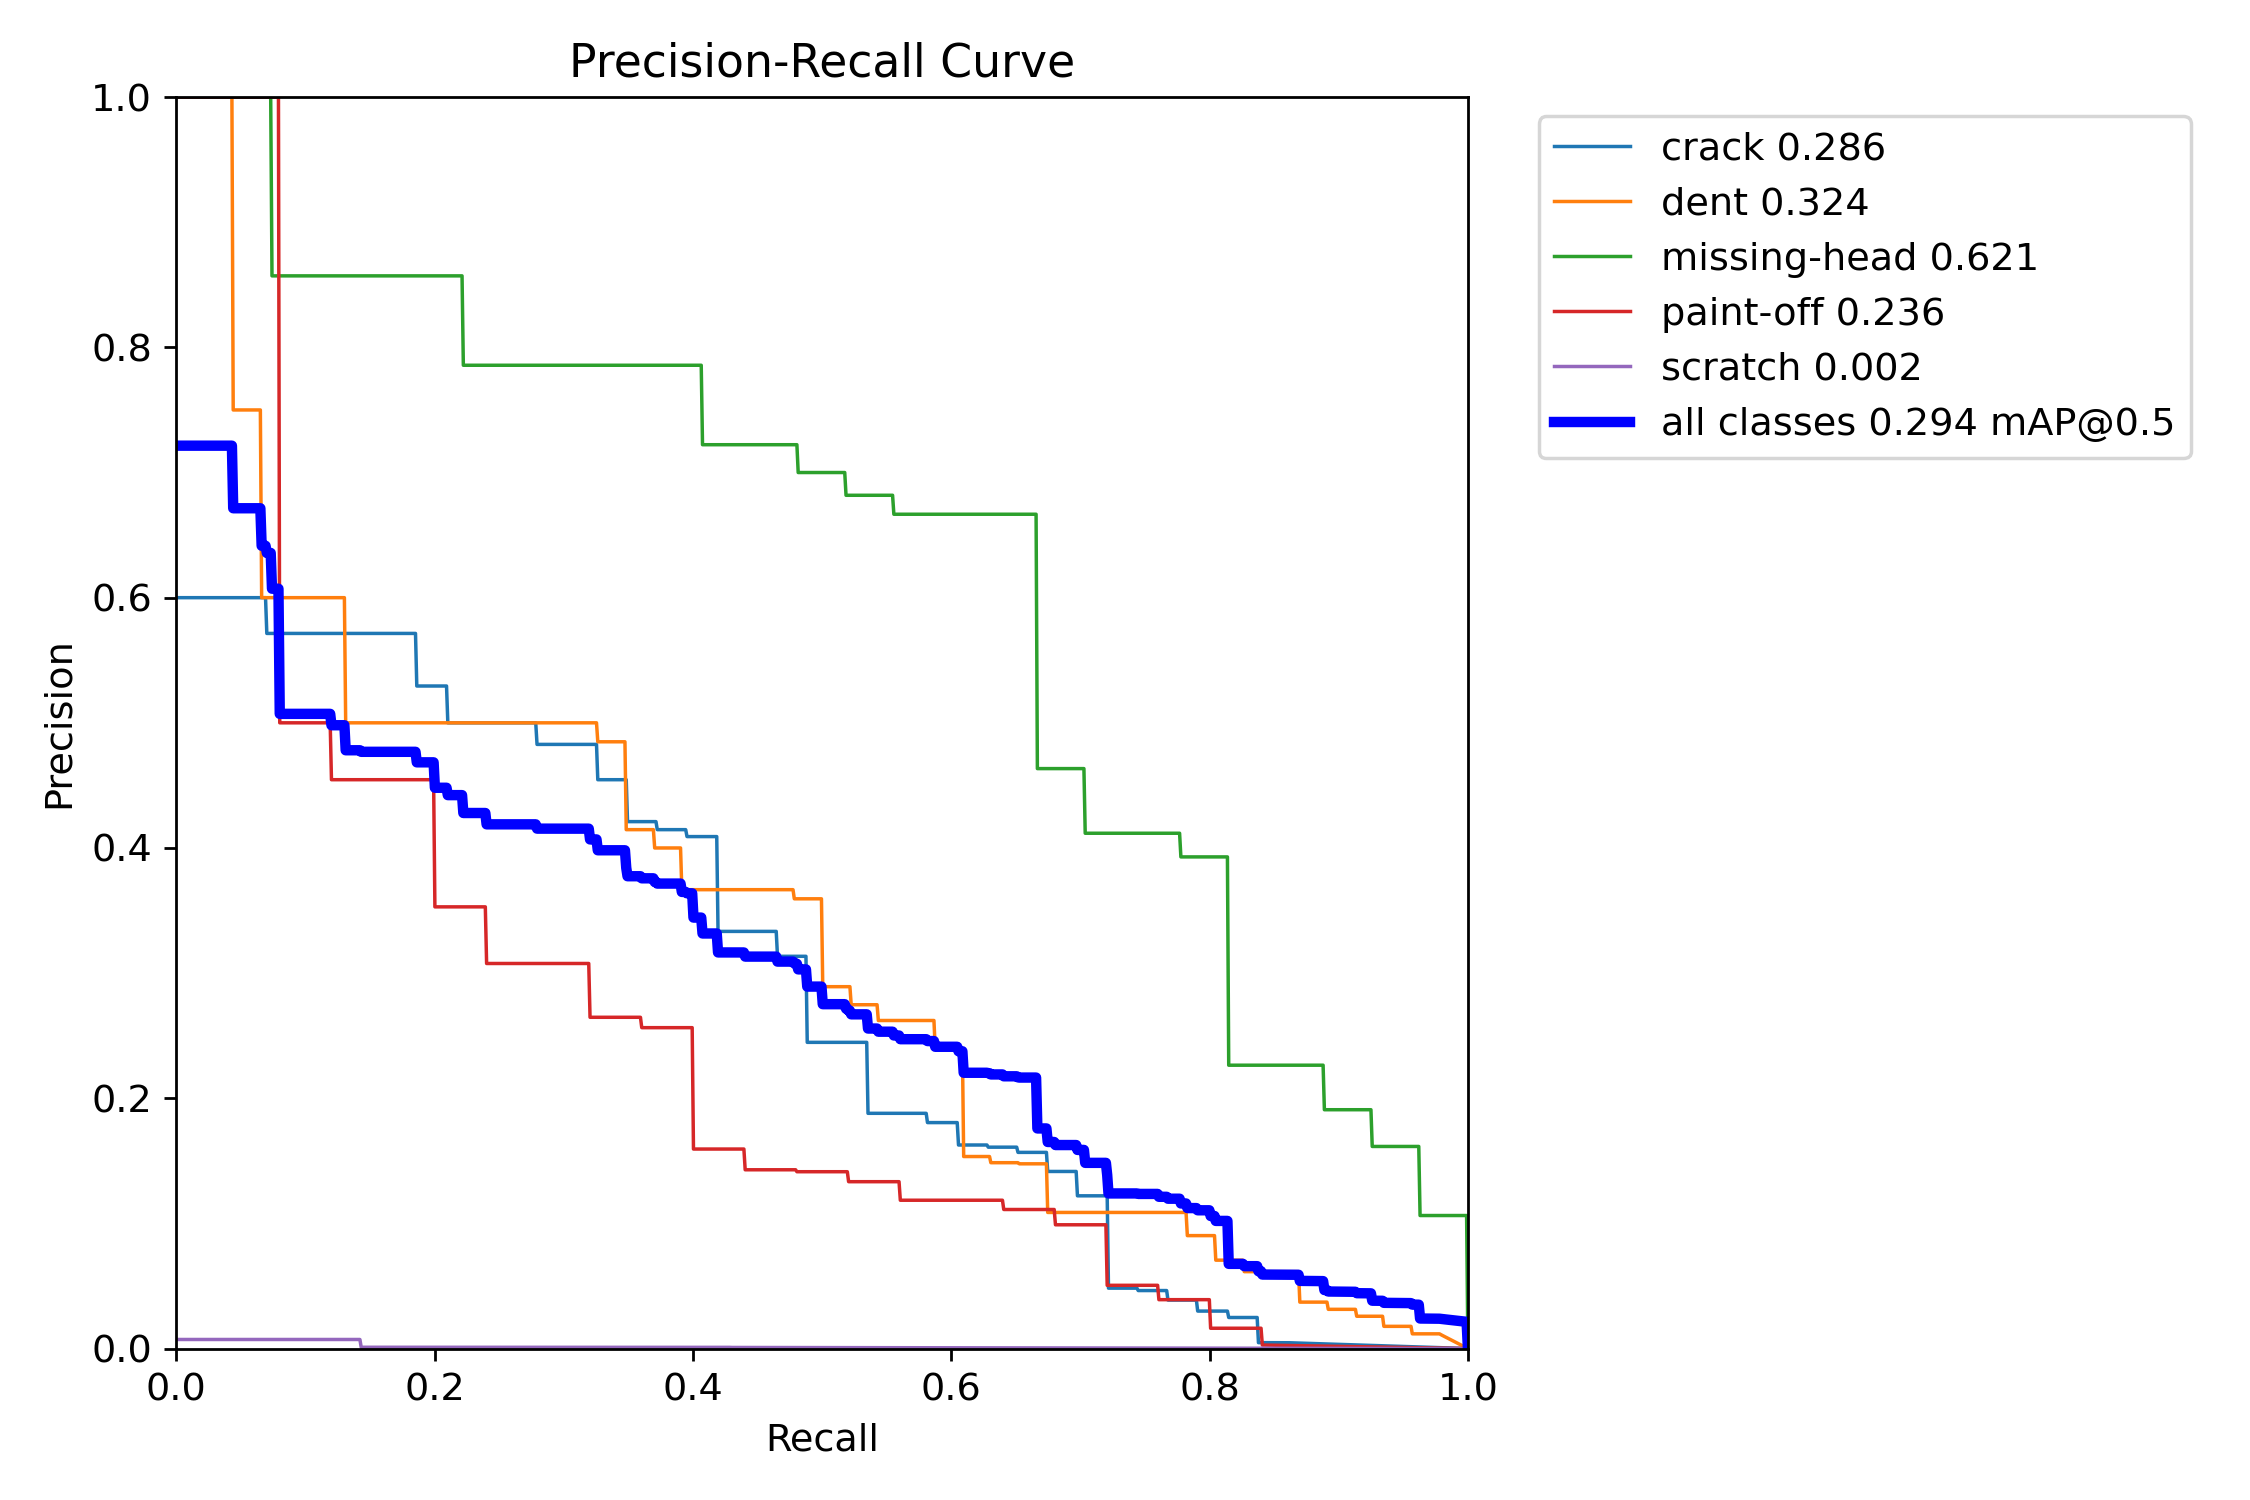 Precision-Recall Curve
1.0
0.8
0.6
0.4
0.2
0.0
Precision
0.0 0.2 0.4 0.6 0.8 1.0
Recall
crack 0.286
dent 0.324
missing-head 0.621
paint-off 0.236
scratch 0.002
all classes 0.294 mAP@0.5